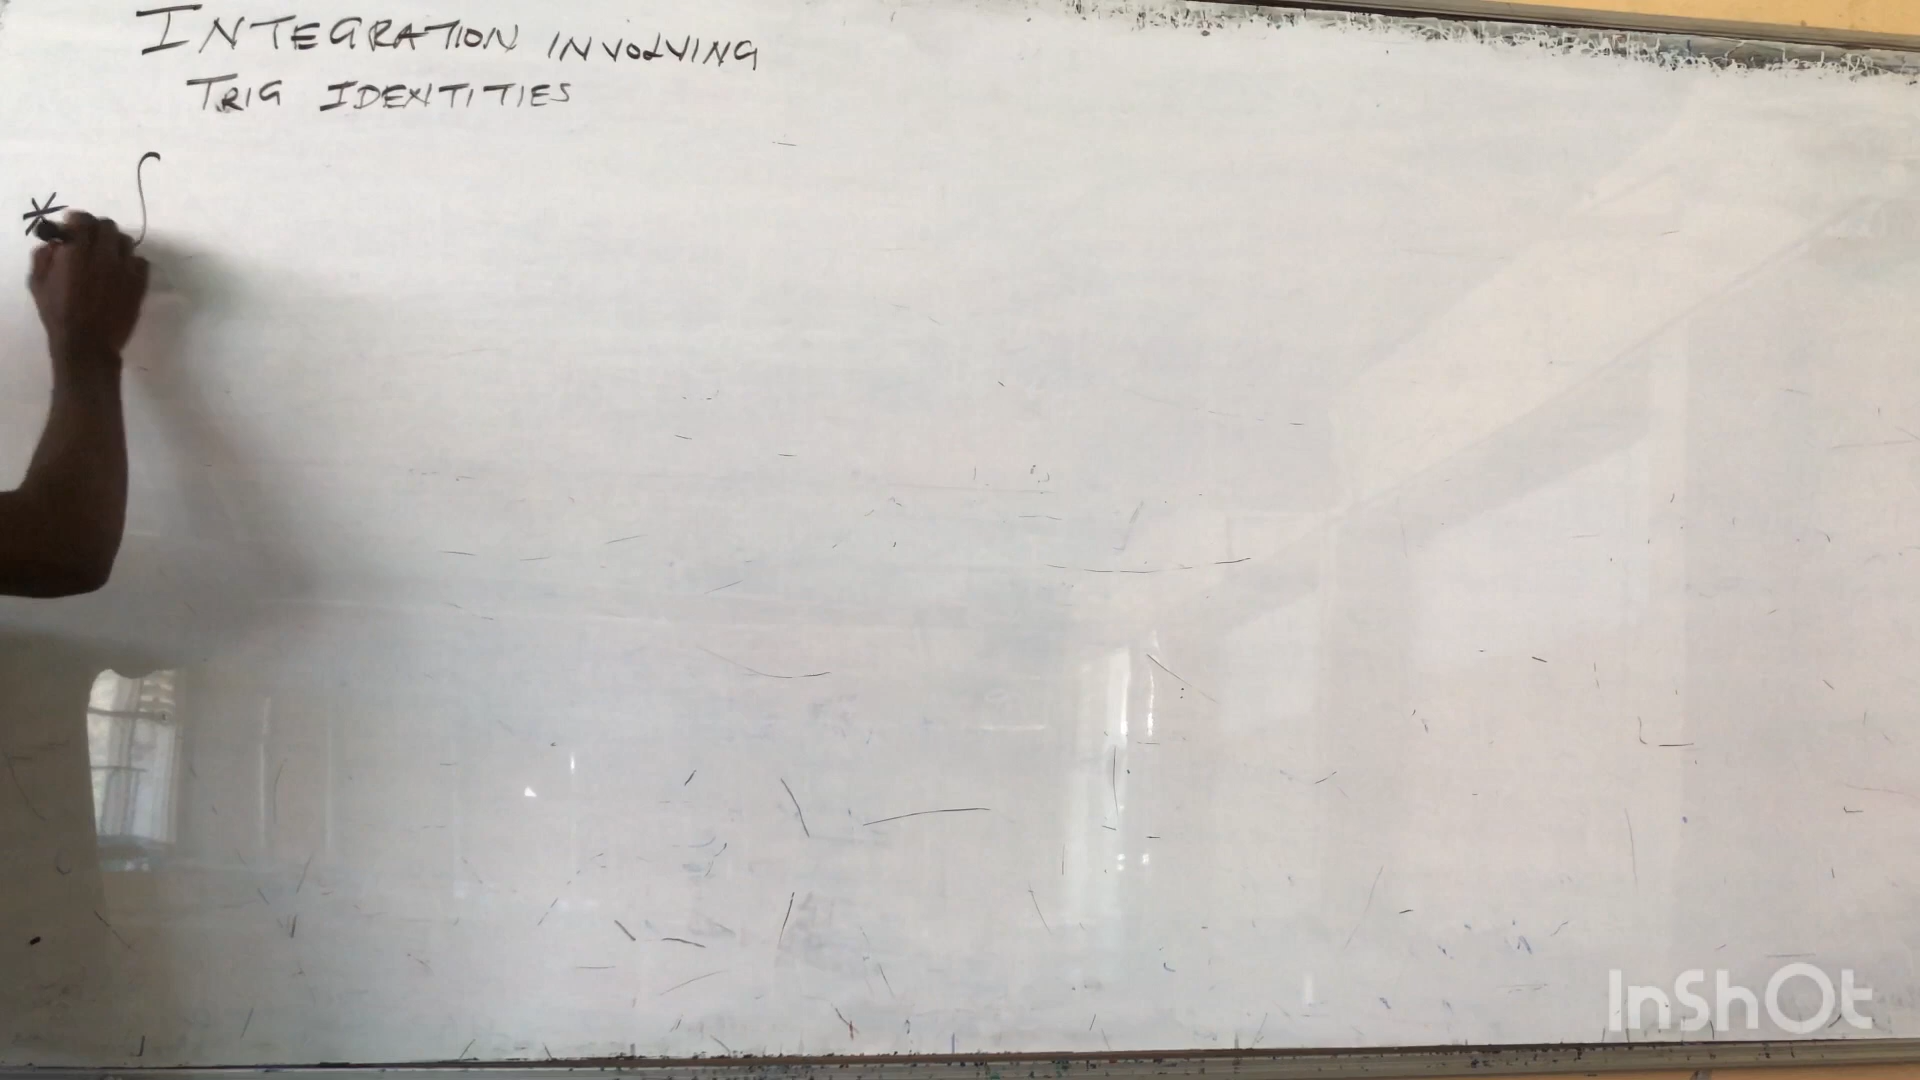 INTEGRATION INVOLVING
TRIG IDENTITIES
* ∫
InShOt